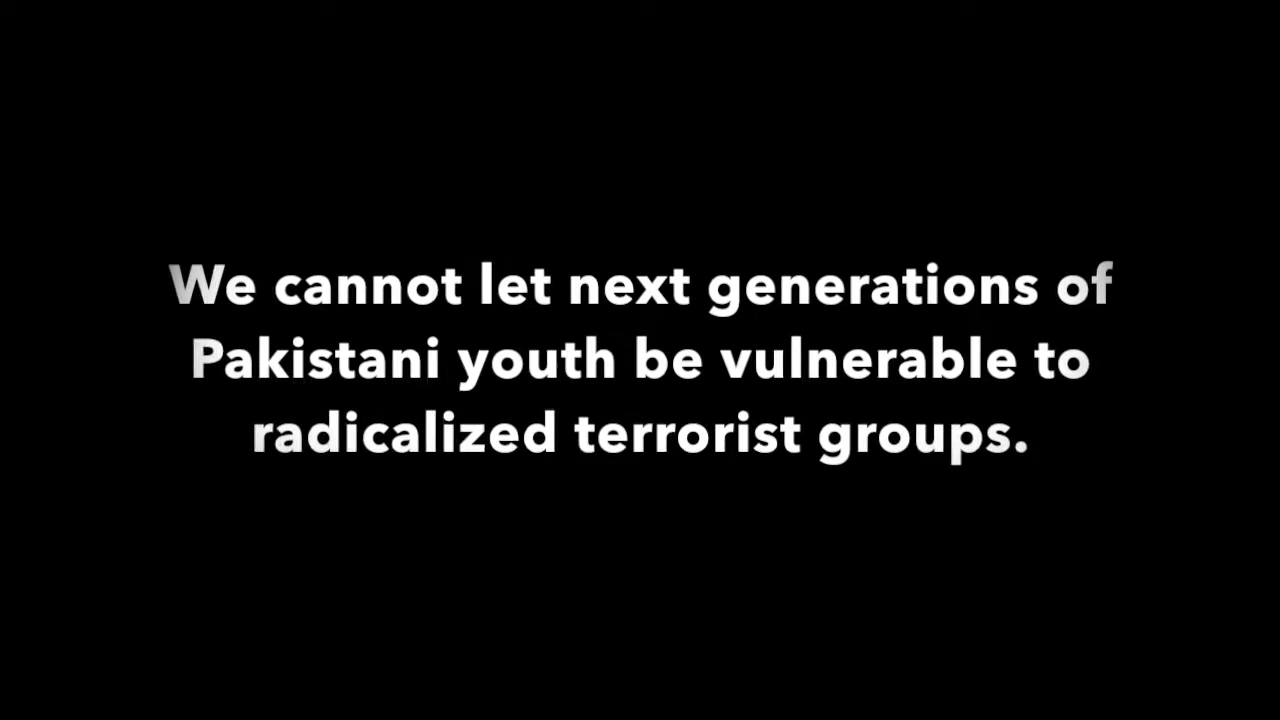 We cannot let next generations of
Pakistani youth be vulnerable to
radicalized terrorist groups.